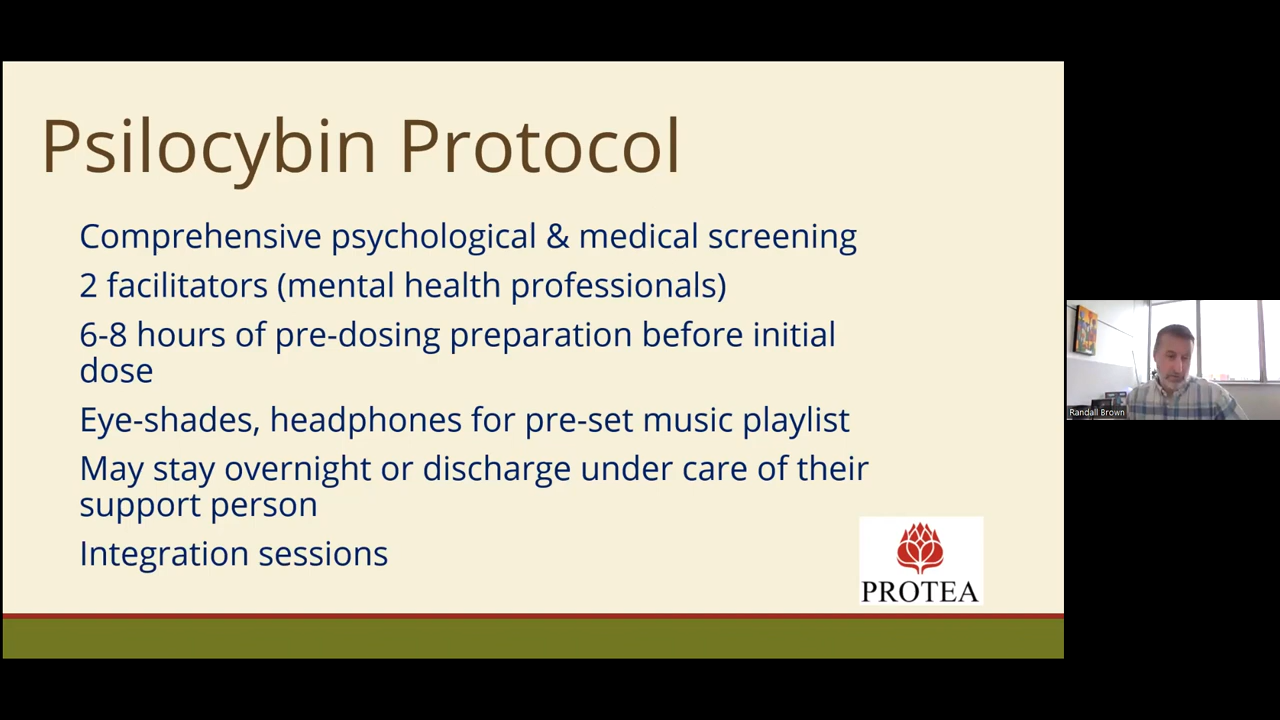 Psilocybin Protocol
Comprehensive psychological & medical screening
2 facilitators (mental health professionals)
6-8 hours of pre-dosing preparation before initial
dose
Eye-shades, headphones for pre-set music playlist
May stay overnight or discharge under care of their
support person
Integration sessions
PROTEA
Randall Brown